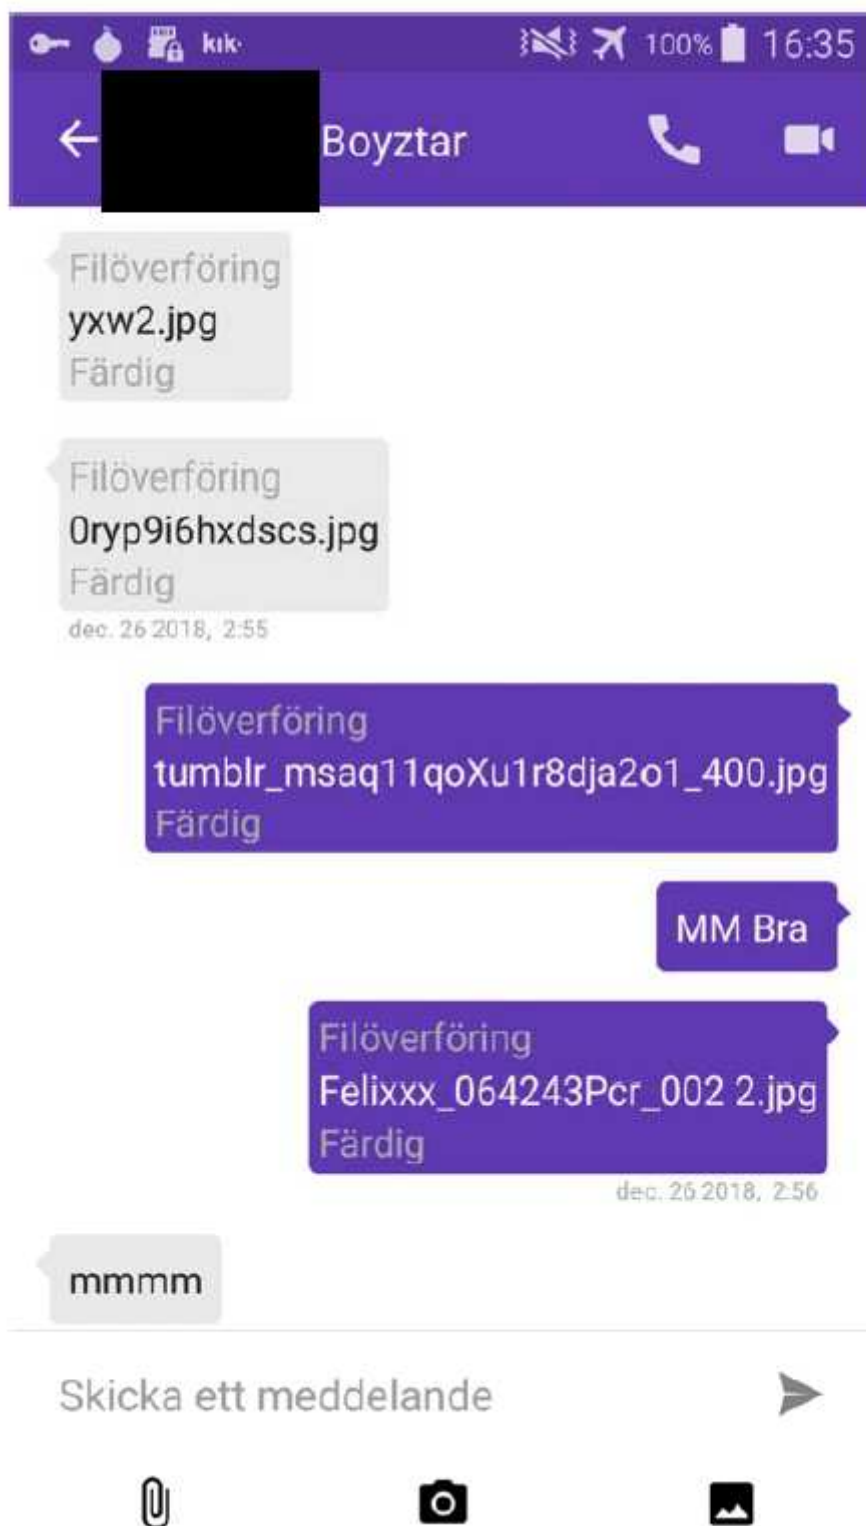 kik
100%
16:35
Boyztar
Filöverföring
yxw2.jpg
Färdig
Filöverföring
0ryp9i6hxdscs.jpg
Färdig
dec. 26 2018, 2:55
Filöverföring
tumblr_msaq11qoXu1r8dja2o1_400.jpg
Färdig
MM Bra
Filöverföring
Felixxx_064243Pcr_002 2.jpg
Färdig
dec. 26 2018, 2:56
mmmm
Skicka ett meddelande